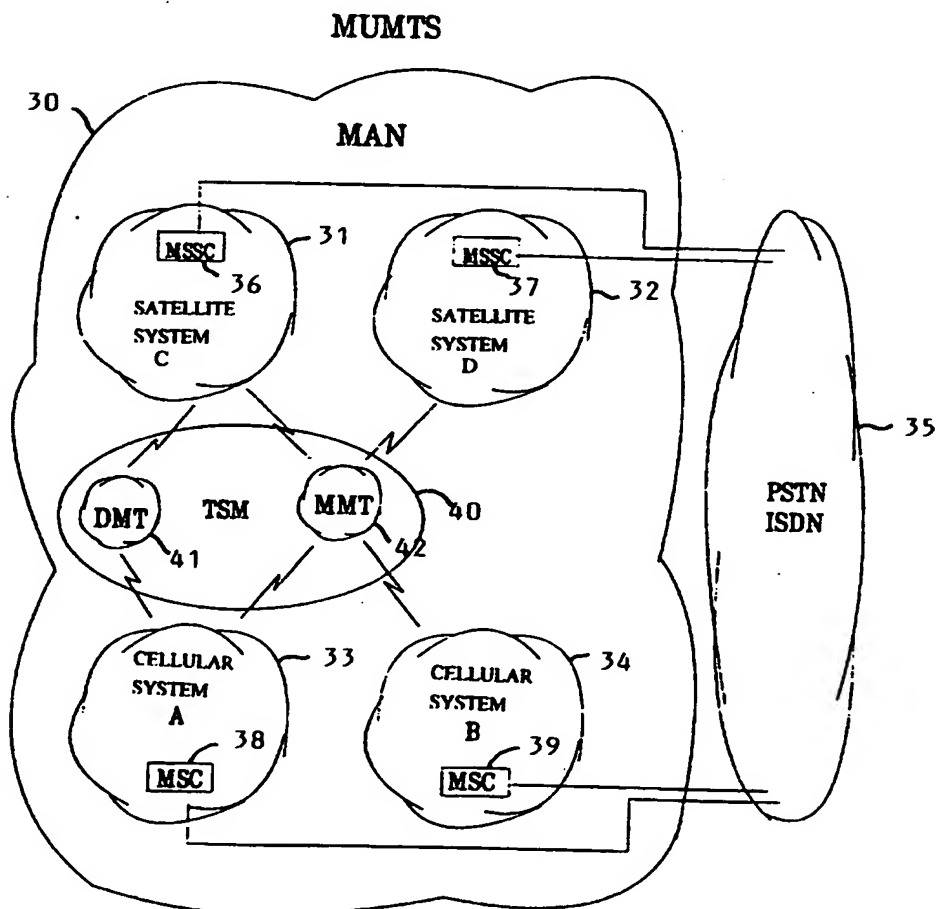 MUMTS
30
MAN
MSSC
36
31
SATELLITE
SYSTEM
C
MSSC
37
32
SATELLITE
SYSTEM
D
35
PSTN
ISDN
DMT
41
TSM
MMT
42
40
CELLULAR
SYSTEM
A
33
38
MSC
CELLULAR
SYSTEM
B
34
39
MSC